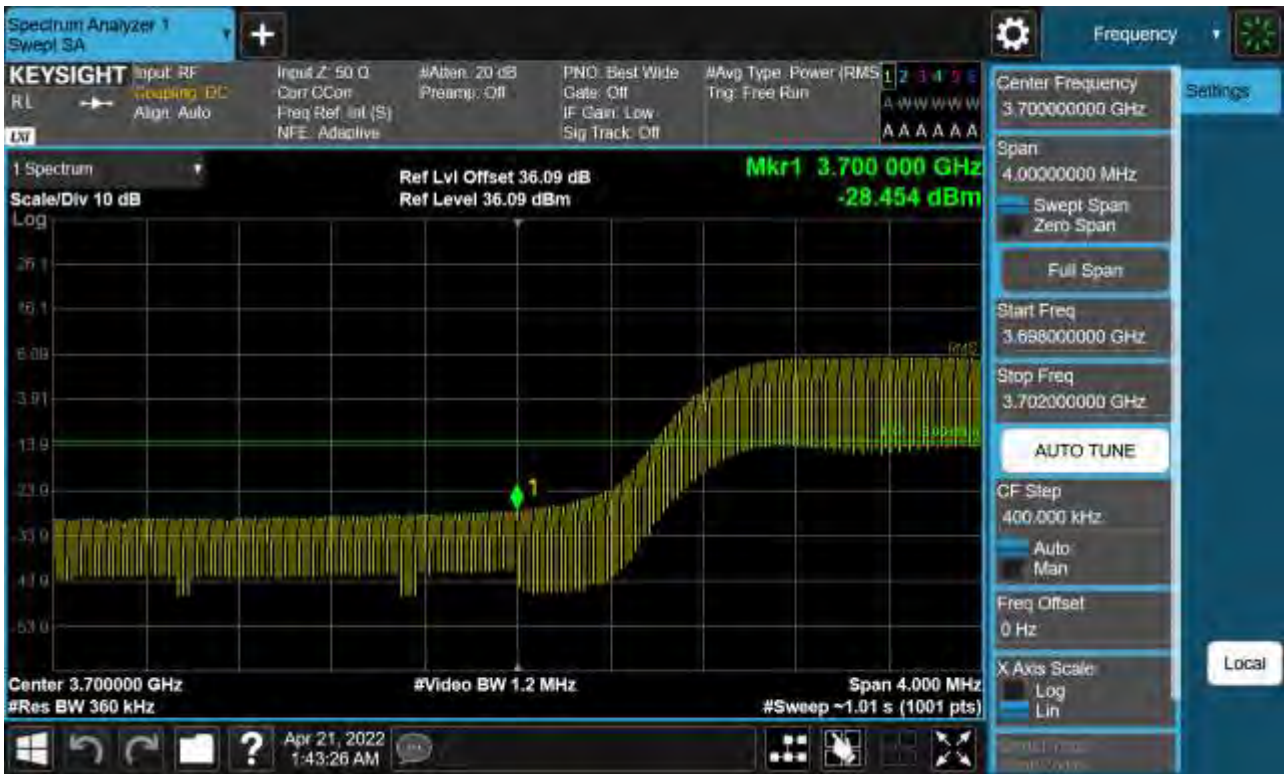 Spectrum Analyzer 1
Swept SA
+
Frequency
KEYSIGHT
RL
LXI
Input: RF
Coupling: DC
Align: Auto
Input Z: 50 Ω
Corr CCorr
Freq Ref: Int (S)
NFE: Adaptive
#Atten: 20 dB
Preamp: Off
PNO: Best Wide
Gate: Off
IF Gain: Low
Sig Track: Off
#Avg Type: Power (RMS
Trig: Free Run
1 2 3 4 5 6
A W W W W W
A A A A A A
1 Spectrum
Scale/Div 10 dB
Log
Ref Lvl Offset 36.09 dB
Ref Level 36.09 dBm
Mkr1 3.700 000 GHz
-28.454 dBm
26.1
16.1
6.09
-3.91
-13.9
-23.9
-33.9
-43.9
-53.9
RMS
1
Center 3.700000 GHz
#Res BW 360 kHz
#Video BW 1.2 MHz
Span 4.000 MHz
#Sweep ~1.01 s (1001 pts)
Center Frequency
3.700000000 GHz
Span
4.00000000 MHz
Swept Span
Zero Span
Full Span
Start Freq
3.698000000 GHz
Stop Freq
3.702000000 GHz
AUTO TUNE
CF Step
400.000 kHz
Auto
Man
Freq Offset
0 Hz
X Axis Scale
Log
Lin
Settings
Local
?
Apr 21, 2022
1:43:26 AM